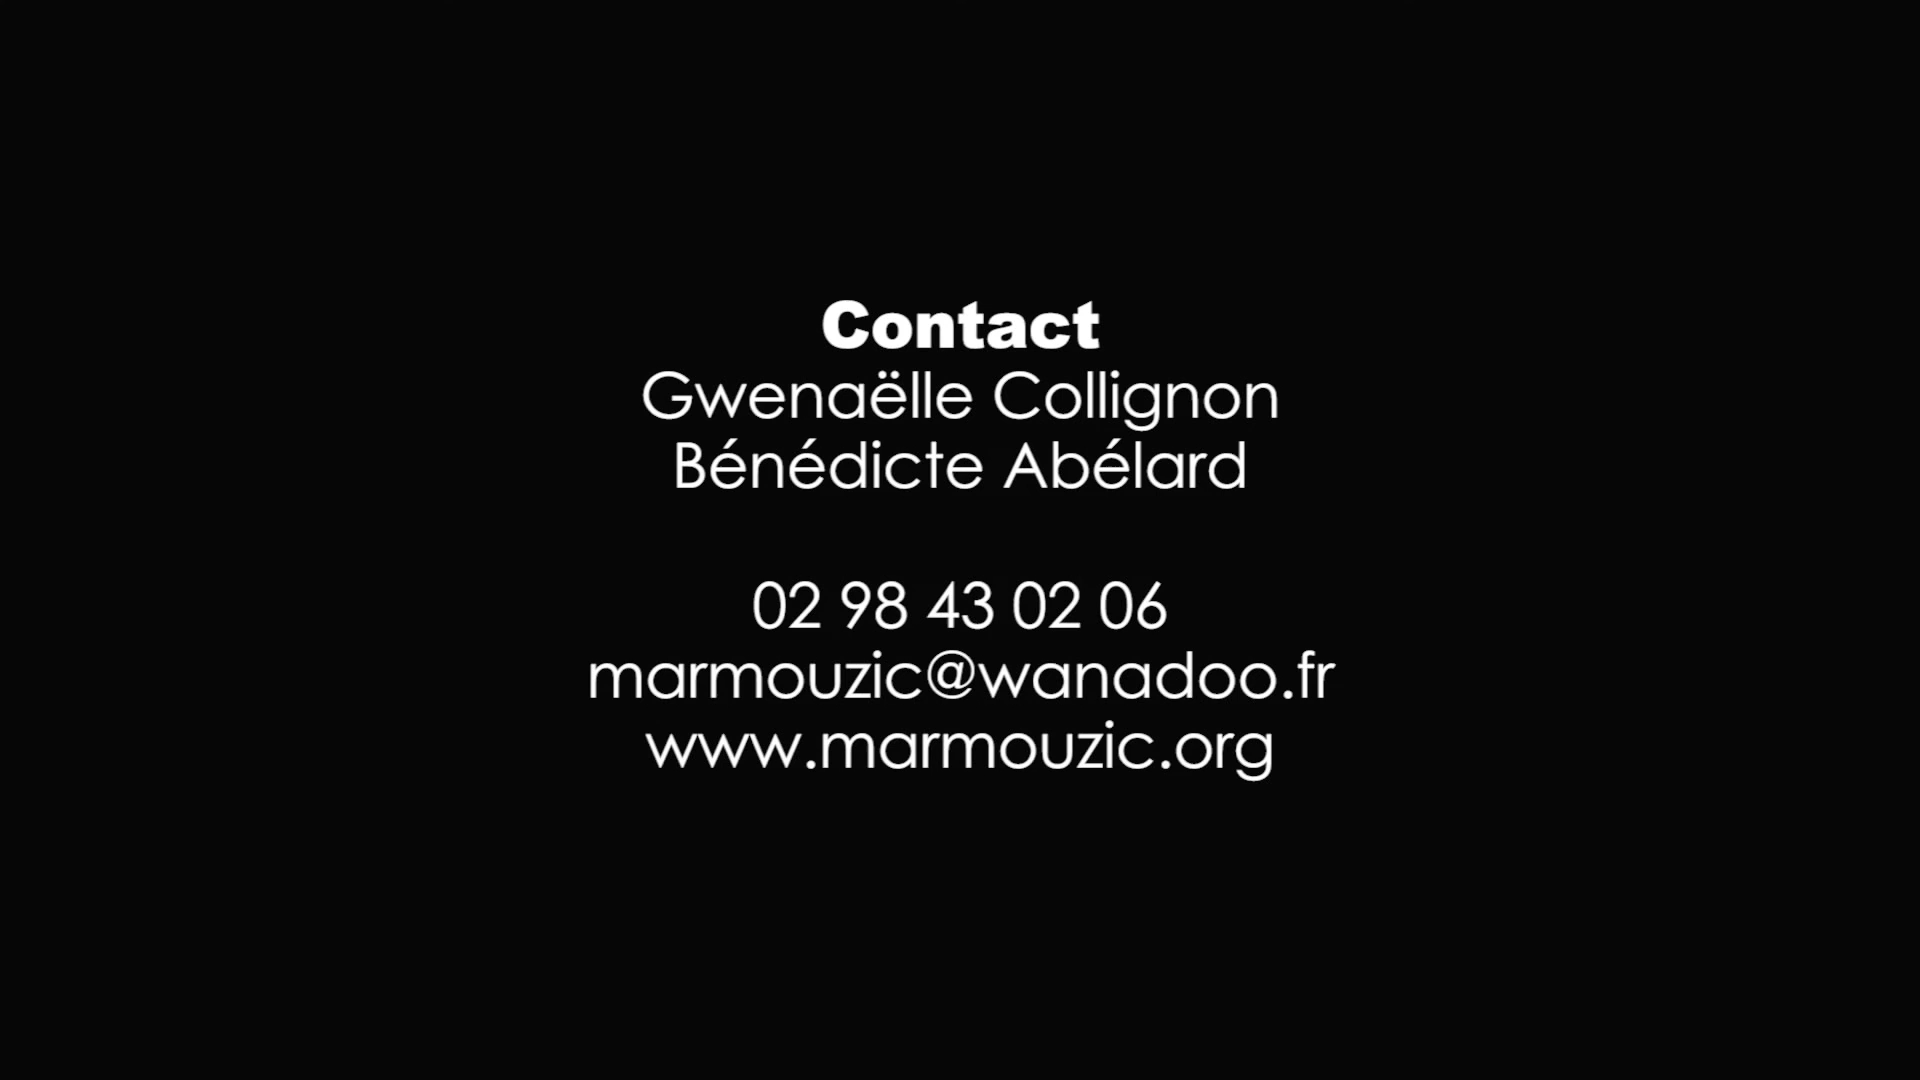 Contact
Gwenaëlle Collignon
Bénédicte Abélard
02 98 43 02 06
marmouzic@wanadoo.fr
www.marmouzic.org